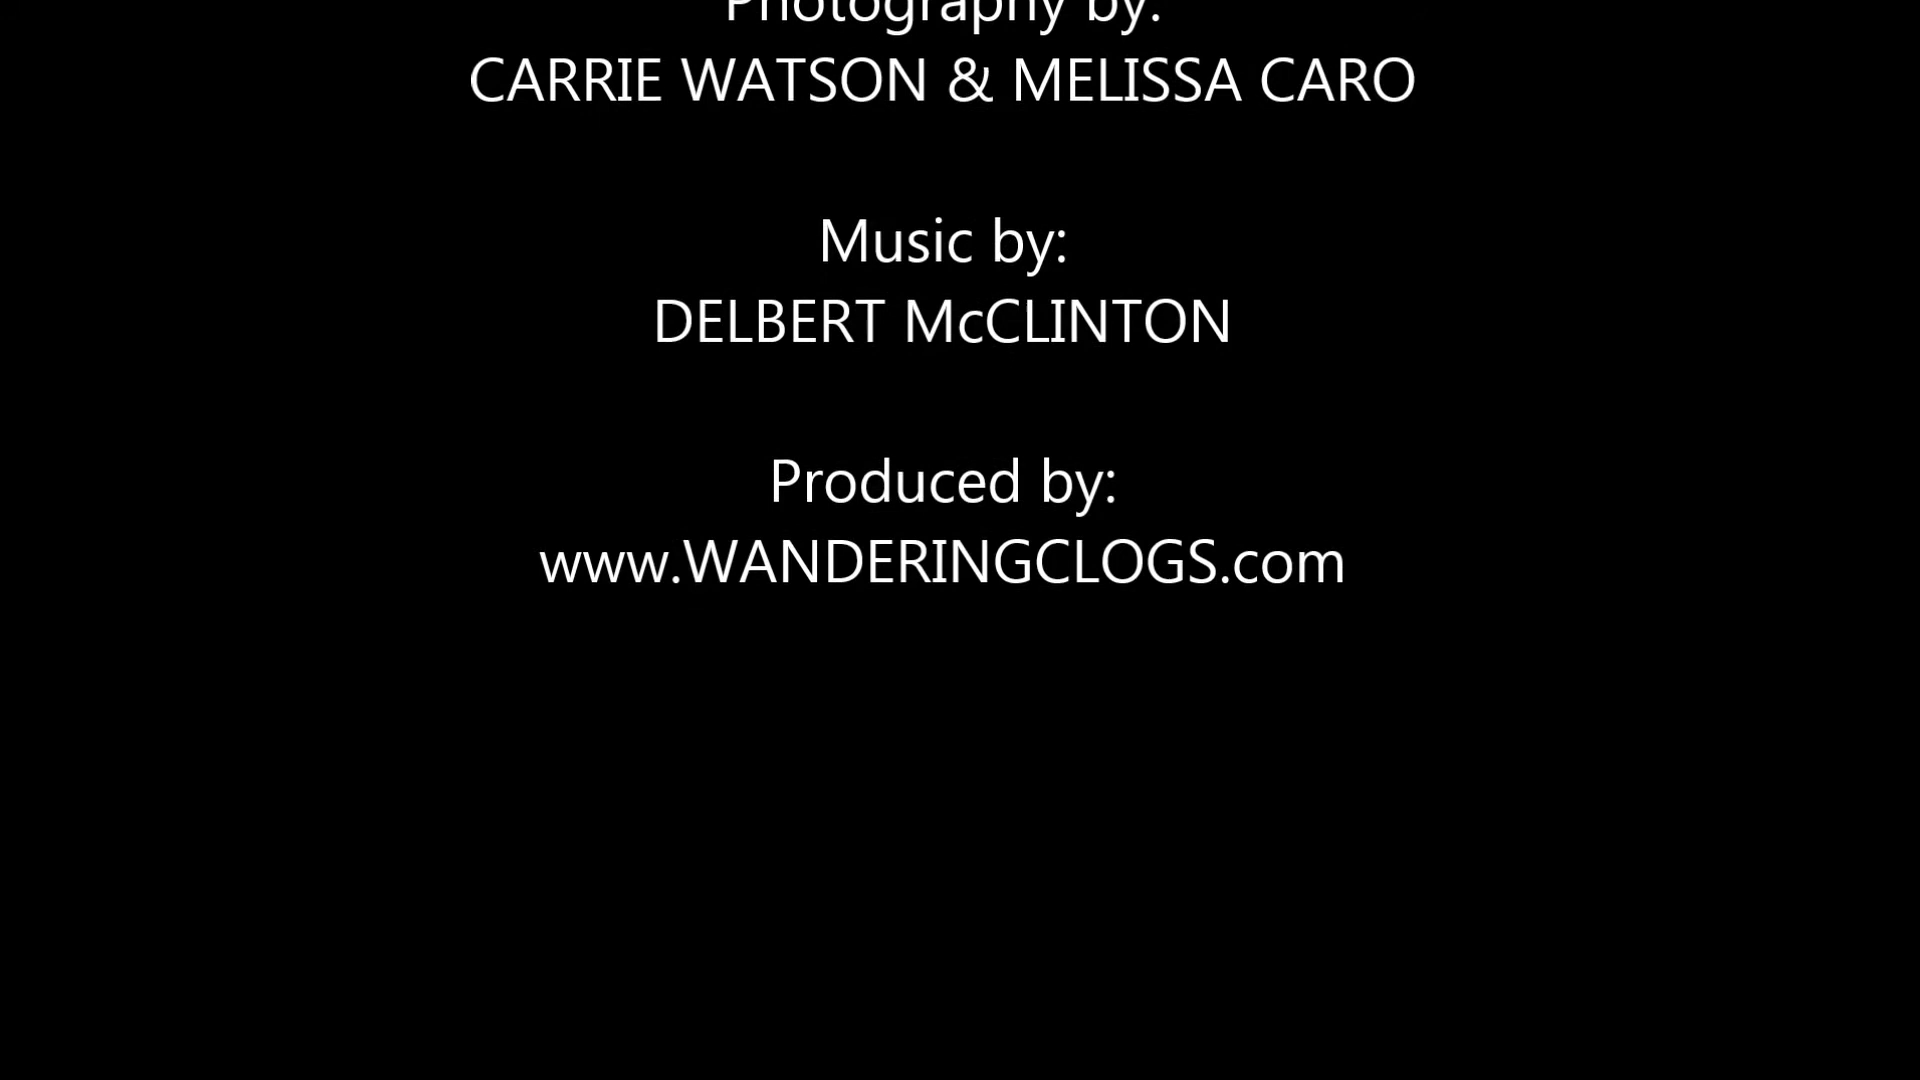 Photography by:
CARRIE WATSON & MELISSA CARO
Music by:
DELBERT McCLINTON
Produced by:
www.WANDERINGCLOGS.com